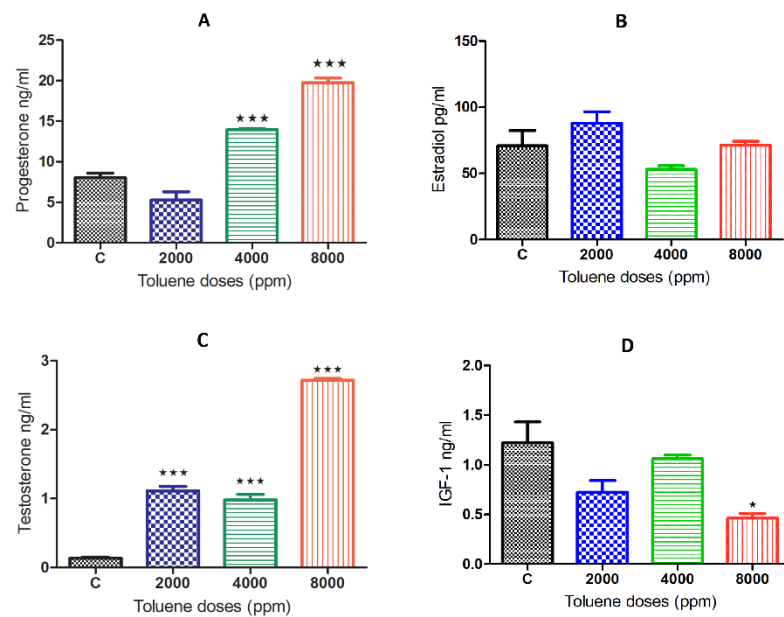 A
Progesterone ng/ml
25
20
15
10
5
0
★★★
★★★
C
2000
4000
8000
Toluene doses (ppm)
B
Estradiol pg/ml
150
100
50
0
C
2000
4000
8000
Toluene doses (ppm)
C
Testosterone ng/ml
3
2
1
0
★★★
★★★
★★★
C
2000
4000
8000
Toluene doses (ppm)
D
IGF-1 ng/ml
2.0
1.5
1.0
0.5
0.0
★
C
2000
4000
8000
Toluene doses (ppm)